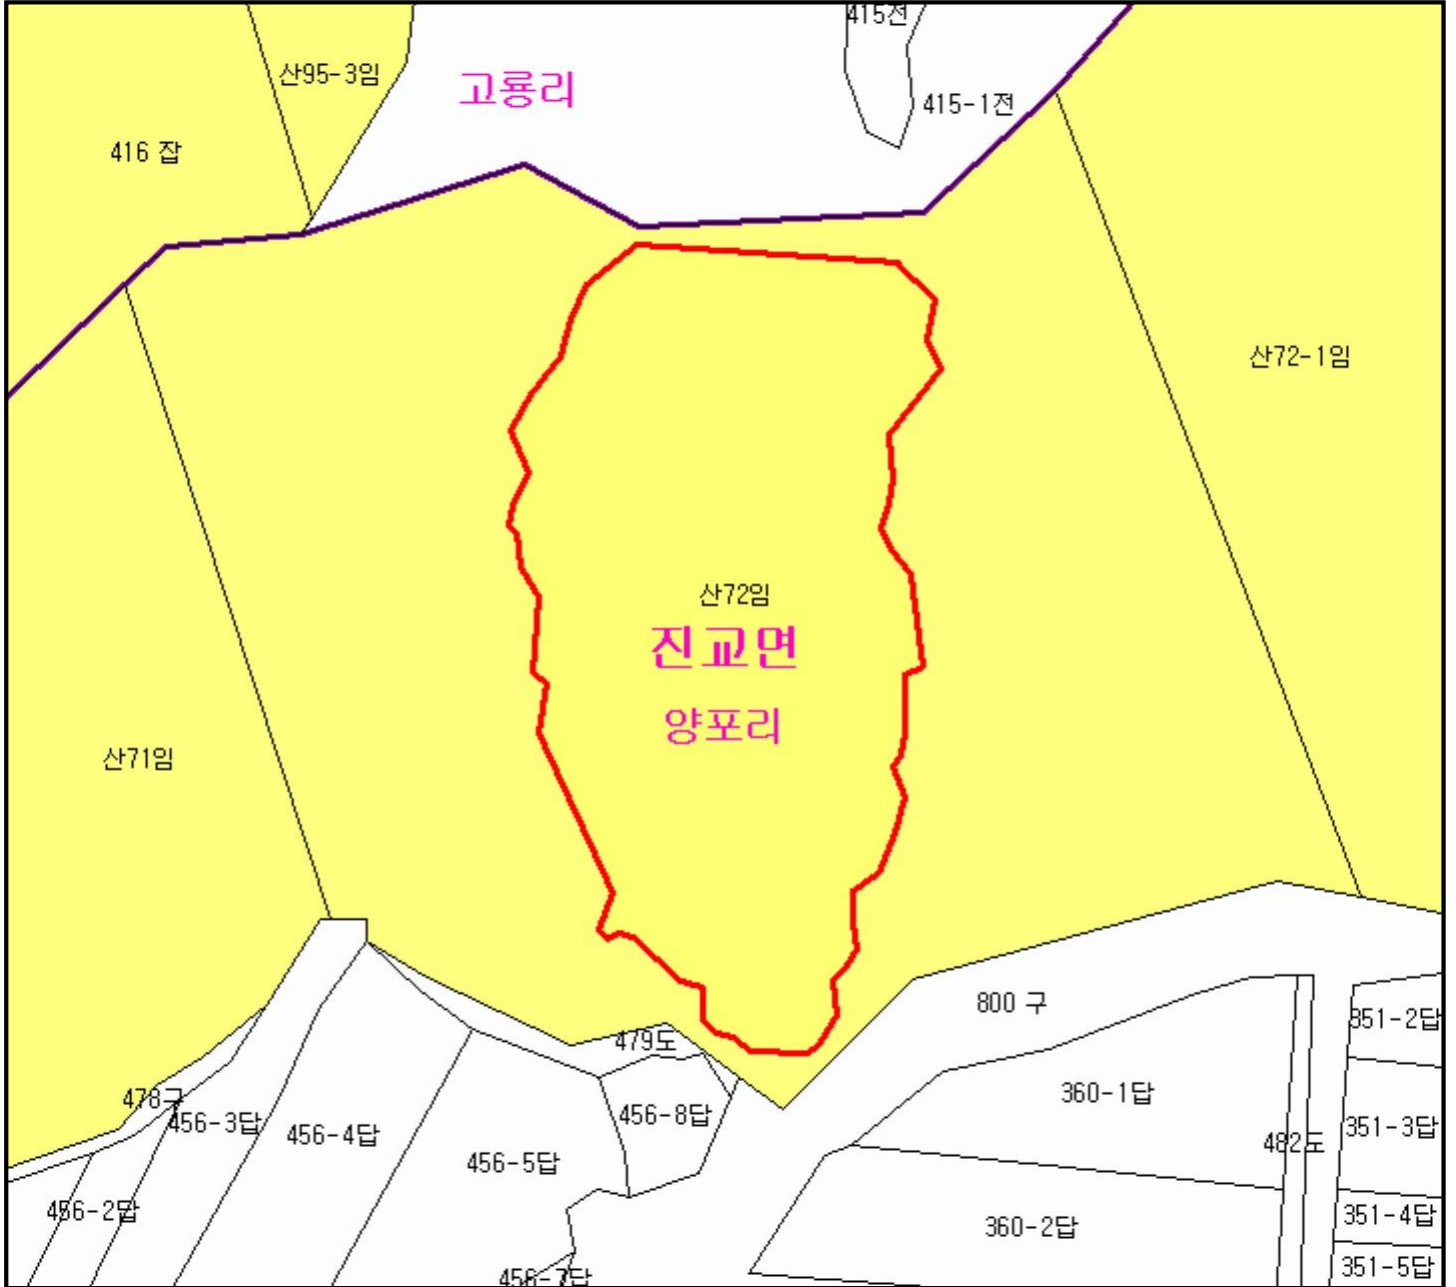 415전
산95-3임
고룡리
415-1전
416 잡
산72-1임
산72임
진교면
양포리
산71임
800 구
351-2답
479도
478구
360-1답
456-3답
456-8답
456-4답
351-3답
482도
456-5답
456-2답
351-4답
360-2답
351-5답
456-7답